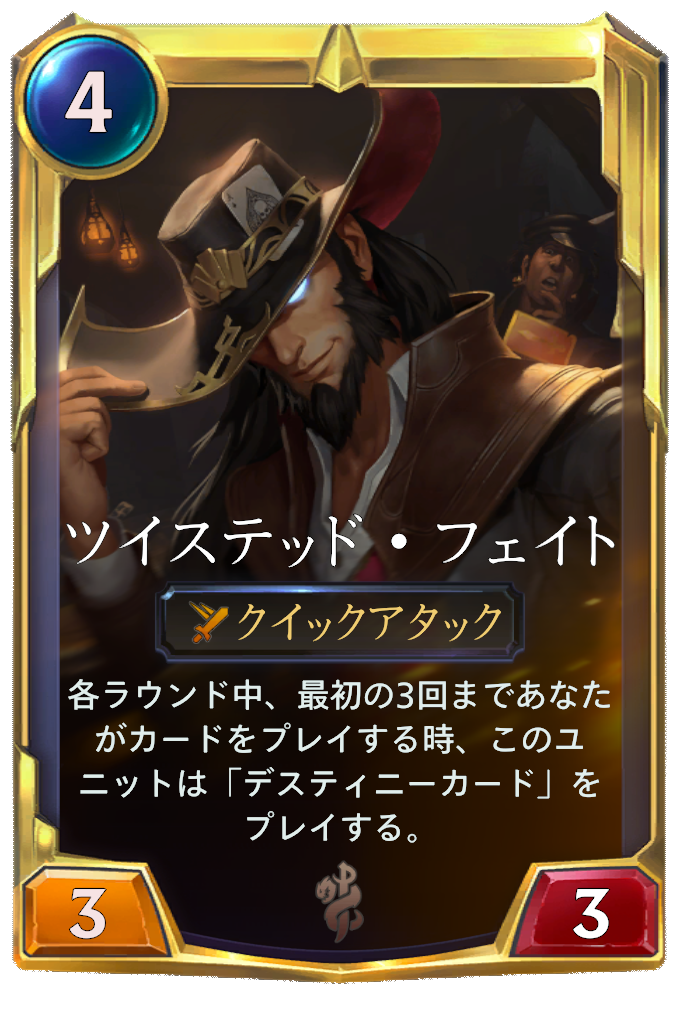 4
ツイステッド・フェイト
クイックアタック
各ラウンド中、最初の3回まであなた
がカードをプレイする時、このユ
ニットは「デスティニーカード」を
プレイする。
3
3